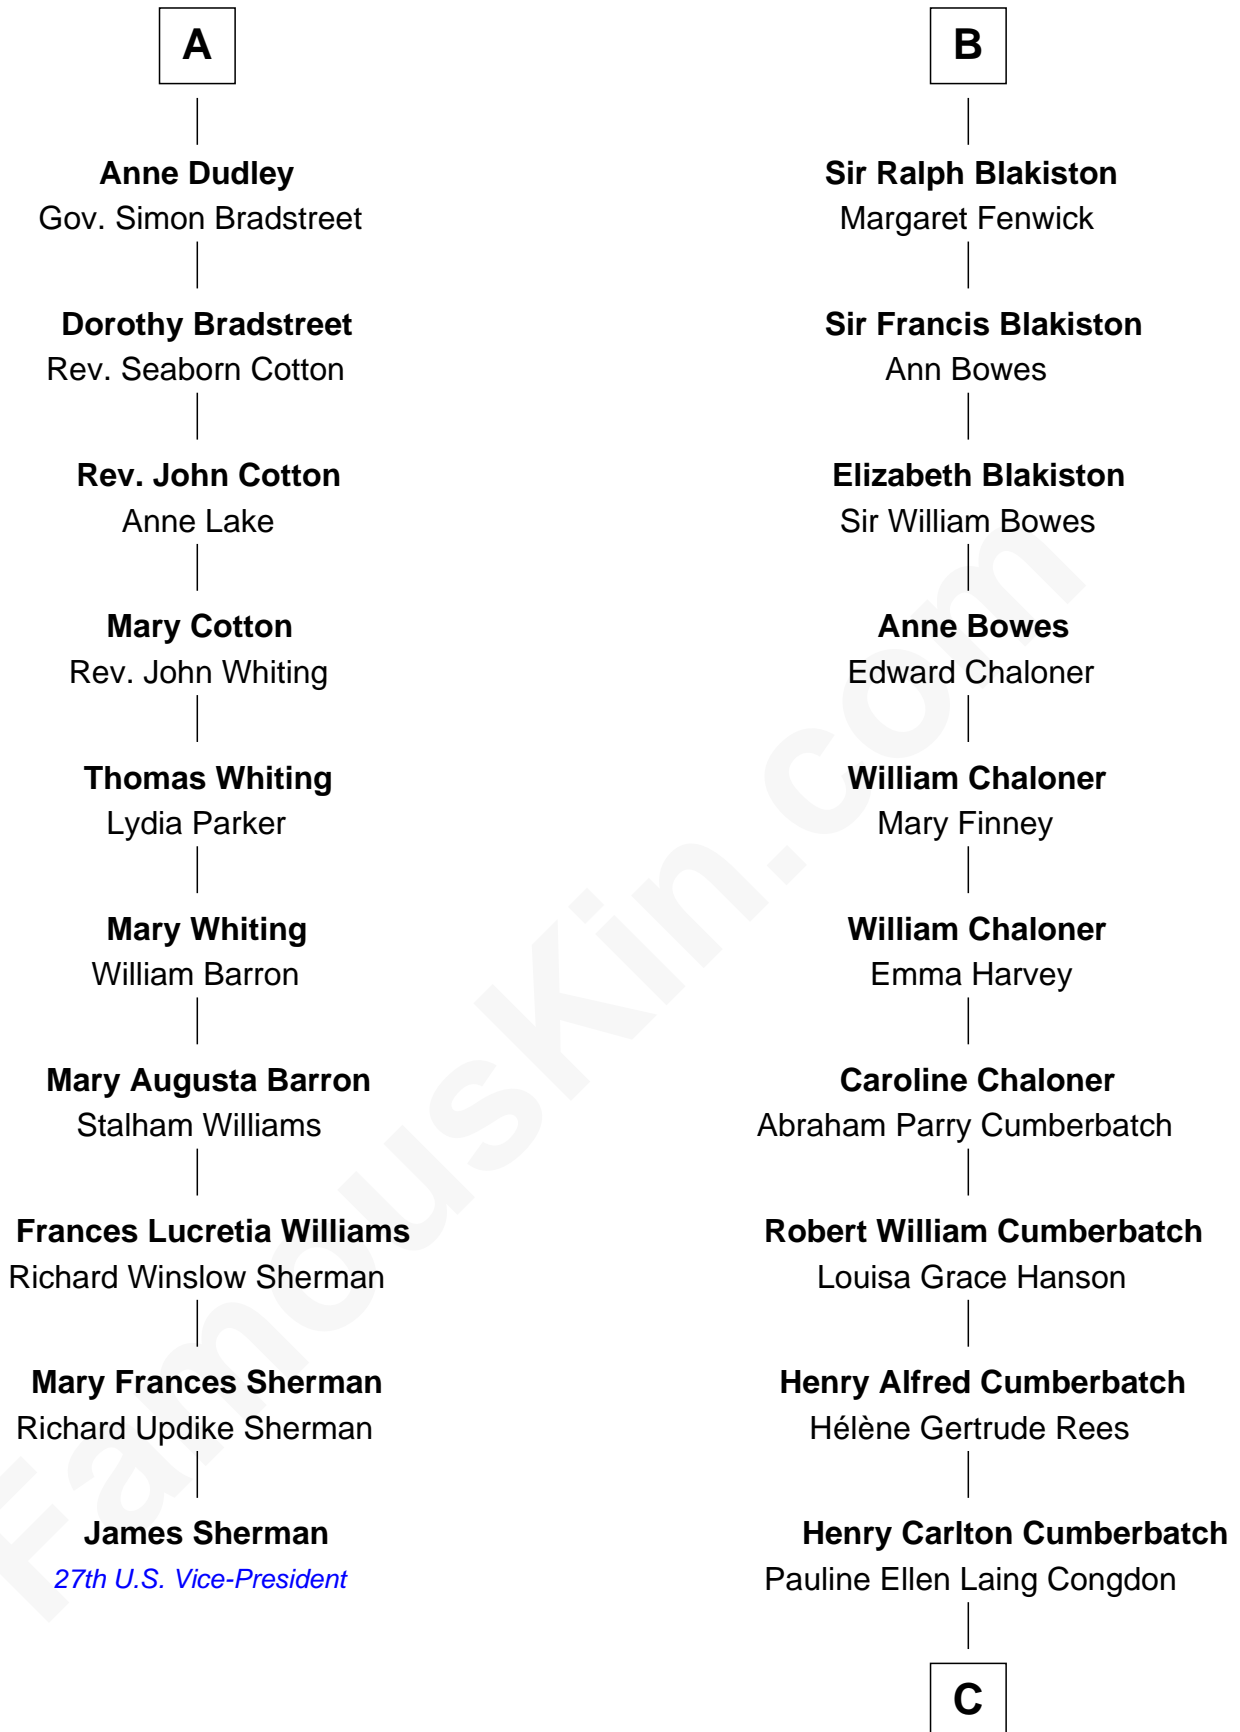 A
Anne Dudley
Gov. Simon Bradstreet
Dorothy Bradstreet
Rev. Seaborn Cotton
Rev. John Cotton
Anne Lake
Mary Cotton
Rev. John Whiting
Thomas Whiting
Lydia Parker
Mary Whiting
William Barron
Mary Augusta Barron
Stalham Williams
Frances Lucretia Williams
Richard Winslow Sherman
Mary Frances Sherman
Richard Updike Sherman
James Sherman
27th U.S. Vice-President
B
Sir Ralph Blakiston
Margaret Fenwick
Sir Francis Blakiston
Ann Bowes
Elizabeth Blakiston
Sir William Bowes
Anne Bowes
Edward Chaloner
William Chaloner
Mary Finney
William Chaloner
Emma Harvey
Caroline Chaloner
Abraham Parry Cumberbatch
Robert William Cumberbatch
Louisa Grace Hanson
Henry Alfred Cumberbatch
Hélène Gertrude Rees
Henry Carlton Cumberbatch
Pauline Ellen Laing Congdon
C
FamousKin.com